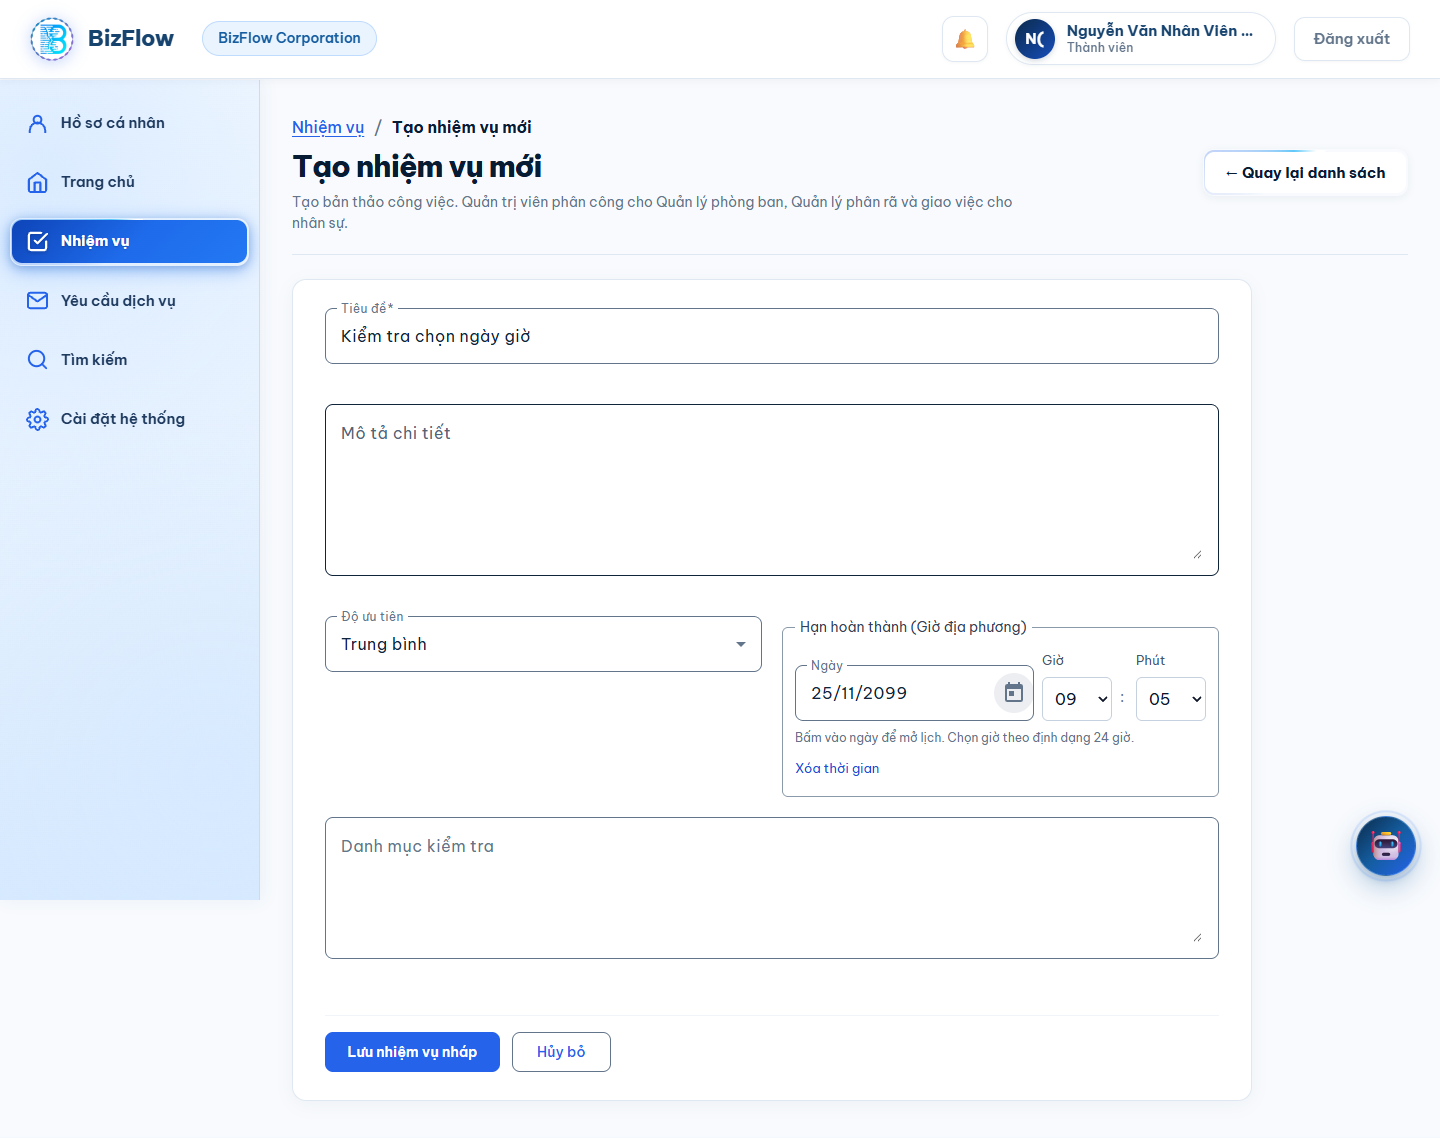 BizFlow
BizFlow Corporation
N(
Nguyễn Văn Nhân Viên ...
Thành viên
Đăng xuất
Hồ sơ cá nhân
Trang chủ
Nhiệm vụ
Yêu cầu dịch vụ
Tìm kiếm
Cài đặt hệ thống
Nhiệm vụ / Tạo nhiệm vụ mới
Tạo nhiệm vụ mới
Tạo bản thảo công việc. Quản trị viên phân công cho Quản lý phòng ban, Quản lý phân rã và giao việc cho
nhân sự.
← Quay lại danh sách
Tiêu đề*
Kiểm tra chọn ngày giờ
Mô tả chi tiết
Độ ưu tiên
Trung bình
Hạn hoàn thành (Giờ địa phương)
Ngày
25/11/2099
Giờ
09
:
Phút
05
Bấm vào ngày để mở lịch. Chọn giờ theo định dạng 24 giờ.
Xóa thời gian
Danh mục kiểm tra
Lưu nhiệm vụ nháp
Hủy bỏ